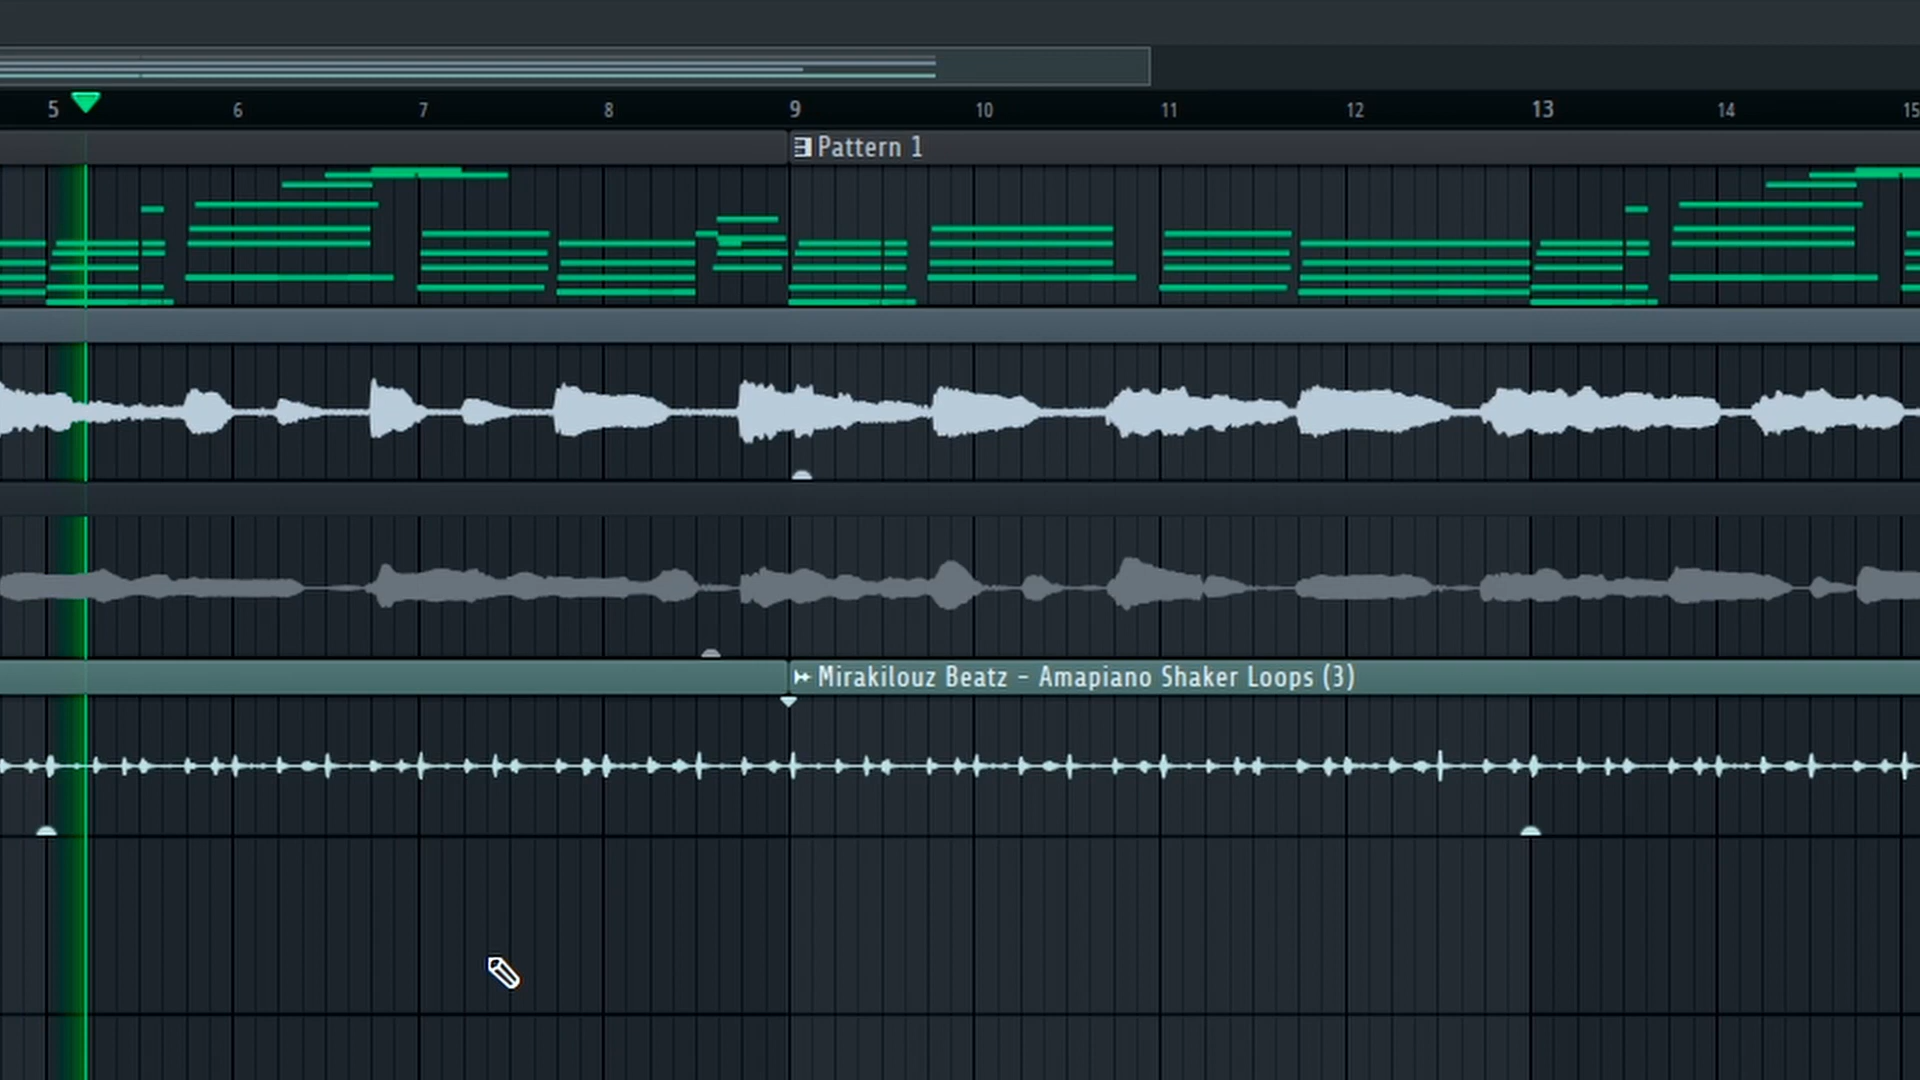 5 6 7 8 9 10 11 12 13 14 15
Pattern 1
Mirakilouz Beatz - Amapiano Shaker Loops (3)